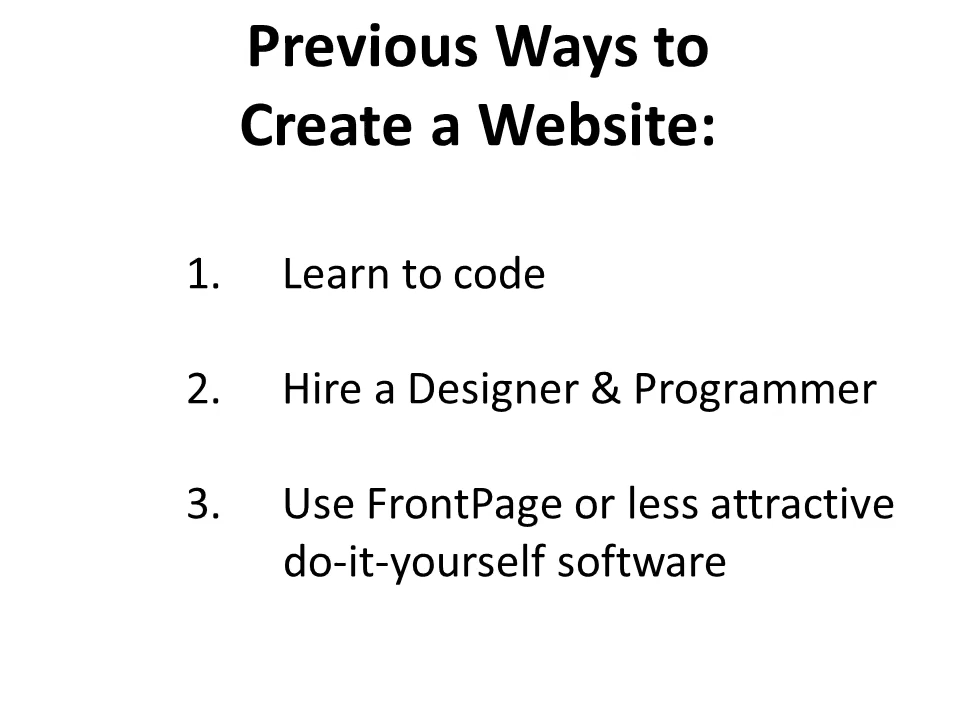 Previous Ways to
Create a Website:
1. Learn to code
2. Hire a Designer & Programmer
3. Use FrontPage or less attractive
do-it-yourself software